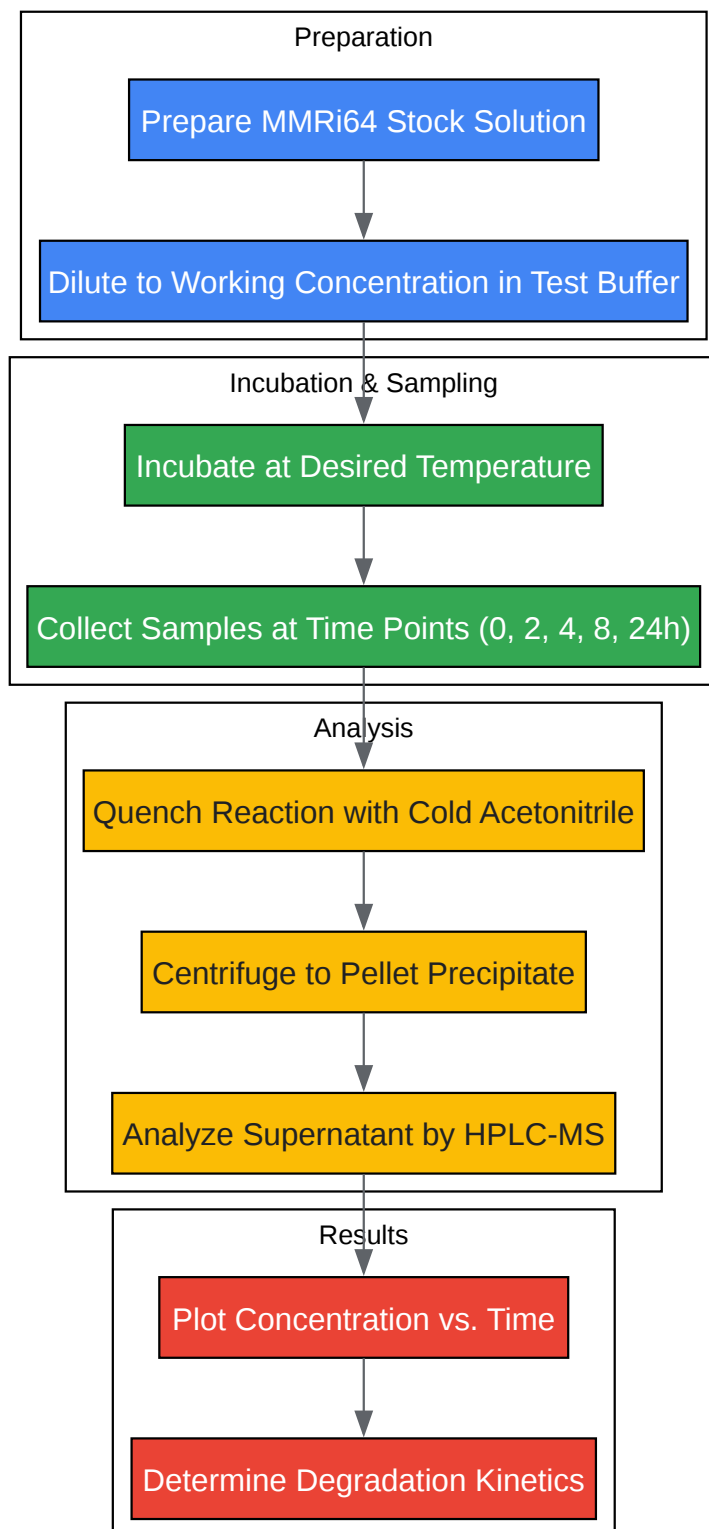 Preparation
Prepare MMRi64 Stock Solution
Dilute to Working Concentration in Test Buffer
Incubation & Sampling
Incubate at Desired Temperature
Collect Samples at Time Points (0, 2, 4, 8, 24h)
Analysis
Quench Reaction with Cold Acetonitrile
Centrifuge to Pellet Precipitate
Analyze Supernatant by HPLC-MS
Results
Plot Concentration vs. Time
Determine Degradation Kinetics